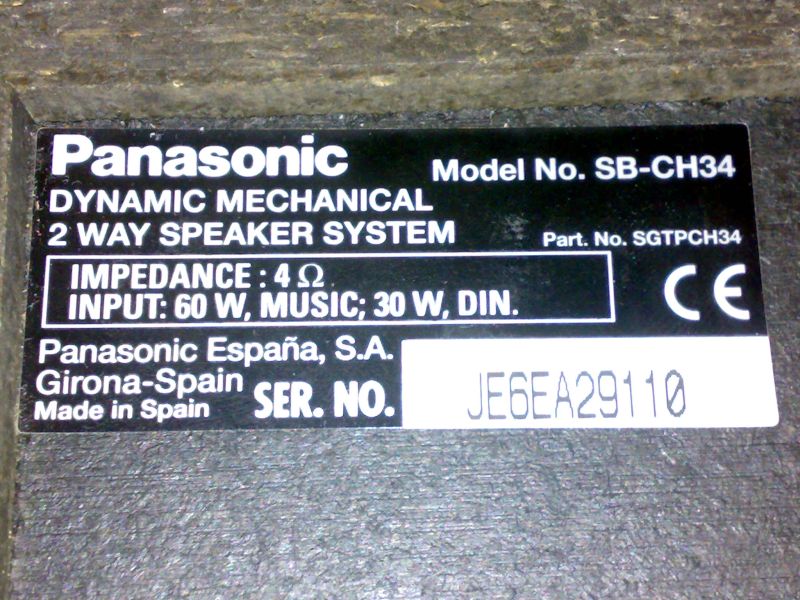 Panasonic
Model No. SB-CH34
DYNAMIC MECHANICAL
2 WAY SPEAKER SYSTEM
Part. No. SGTPCH34
IMPEDANCE : 4 Ω
INPUT: 60 W, MUSIC; 30 W, DIN.
CE
Panasonic España, S.A.
Girona-Spain
Made in Spain
SER. NO. JE6EA29110